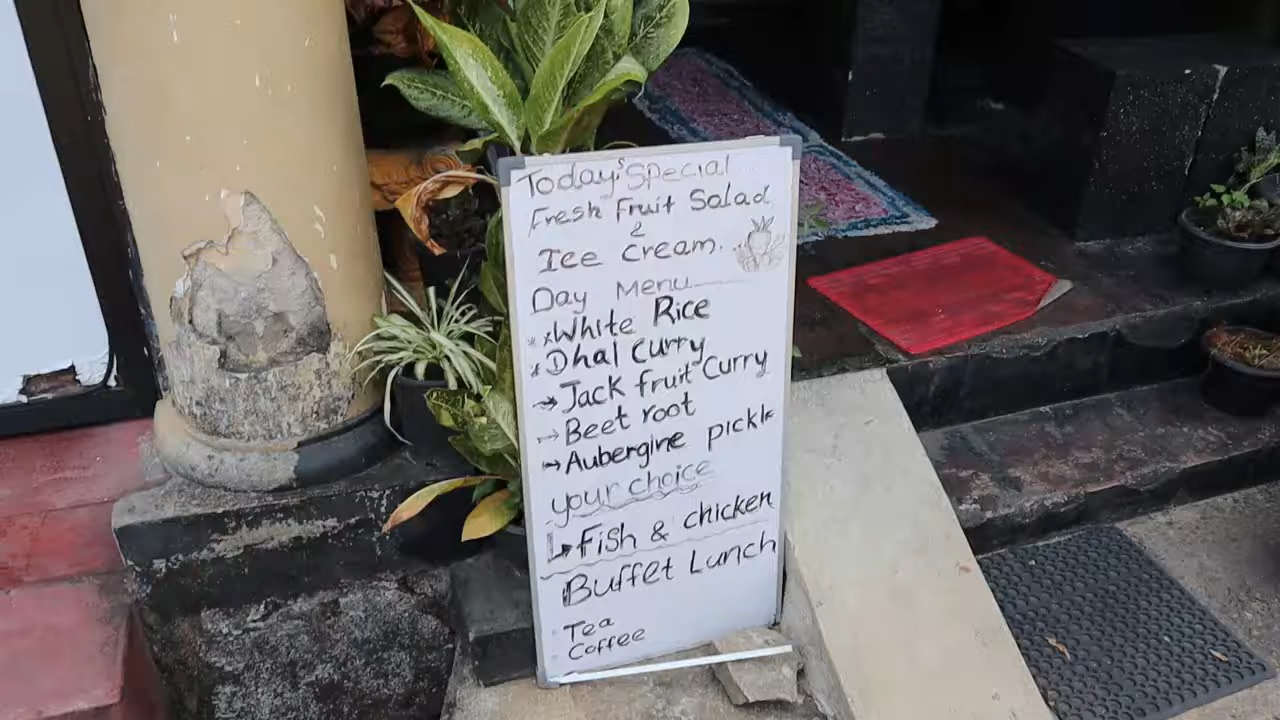 Today's Special
Fresh Fruit Salad
&
Ice Cream.
Day Menu
White Rice
Dhal Curry
→ Jack fruit Curry
→ Beet root
→ Aubergine pickle
your choice
↳ Fish & chicken
Buffet Lunch
Tea
Coffee